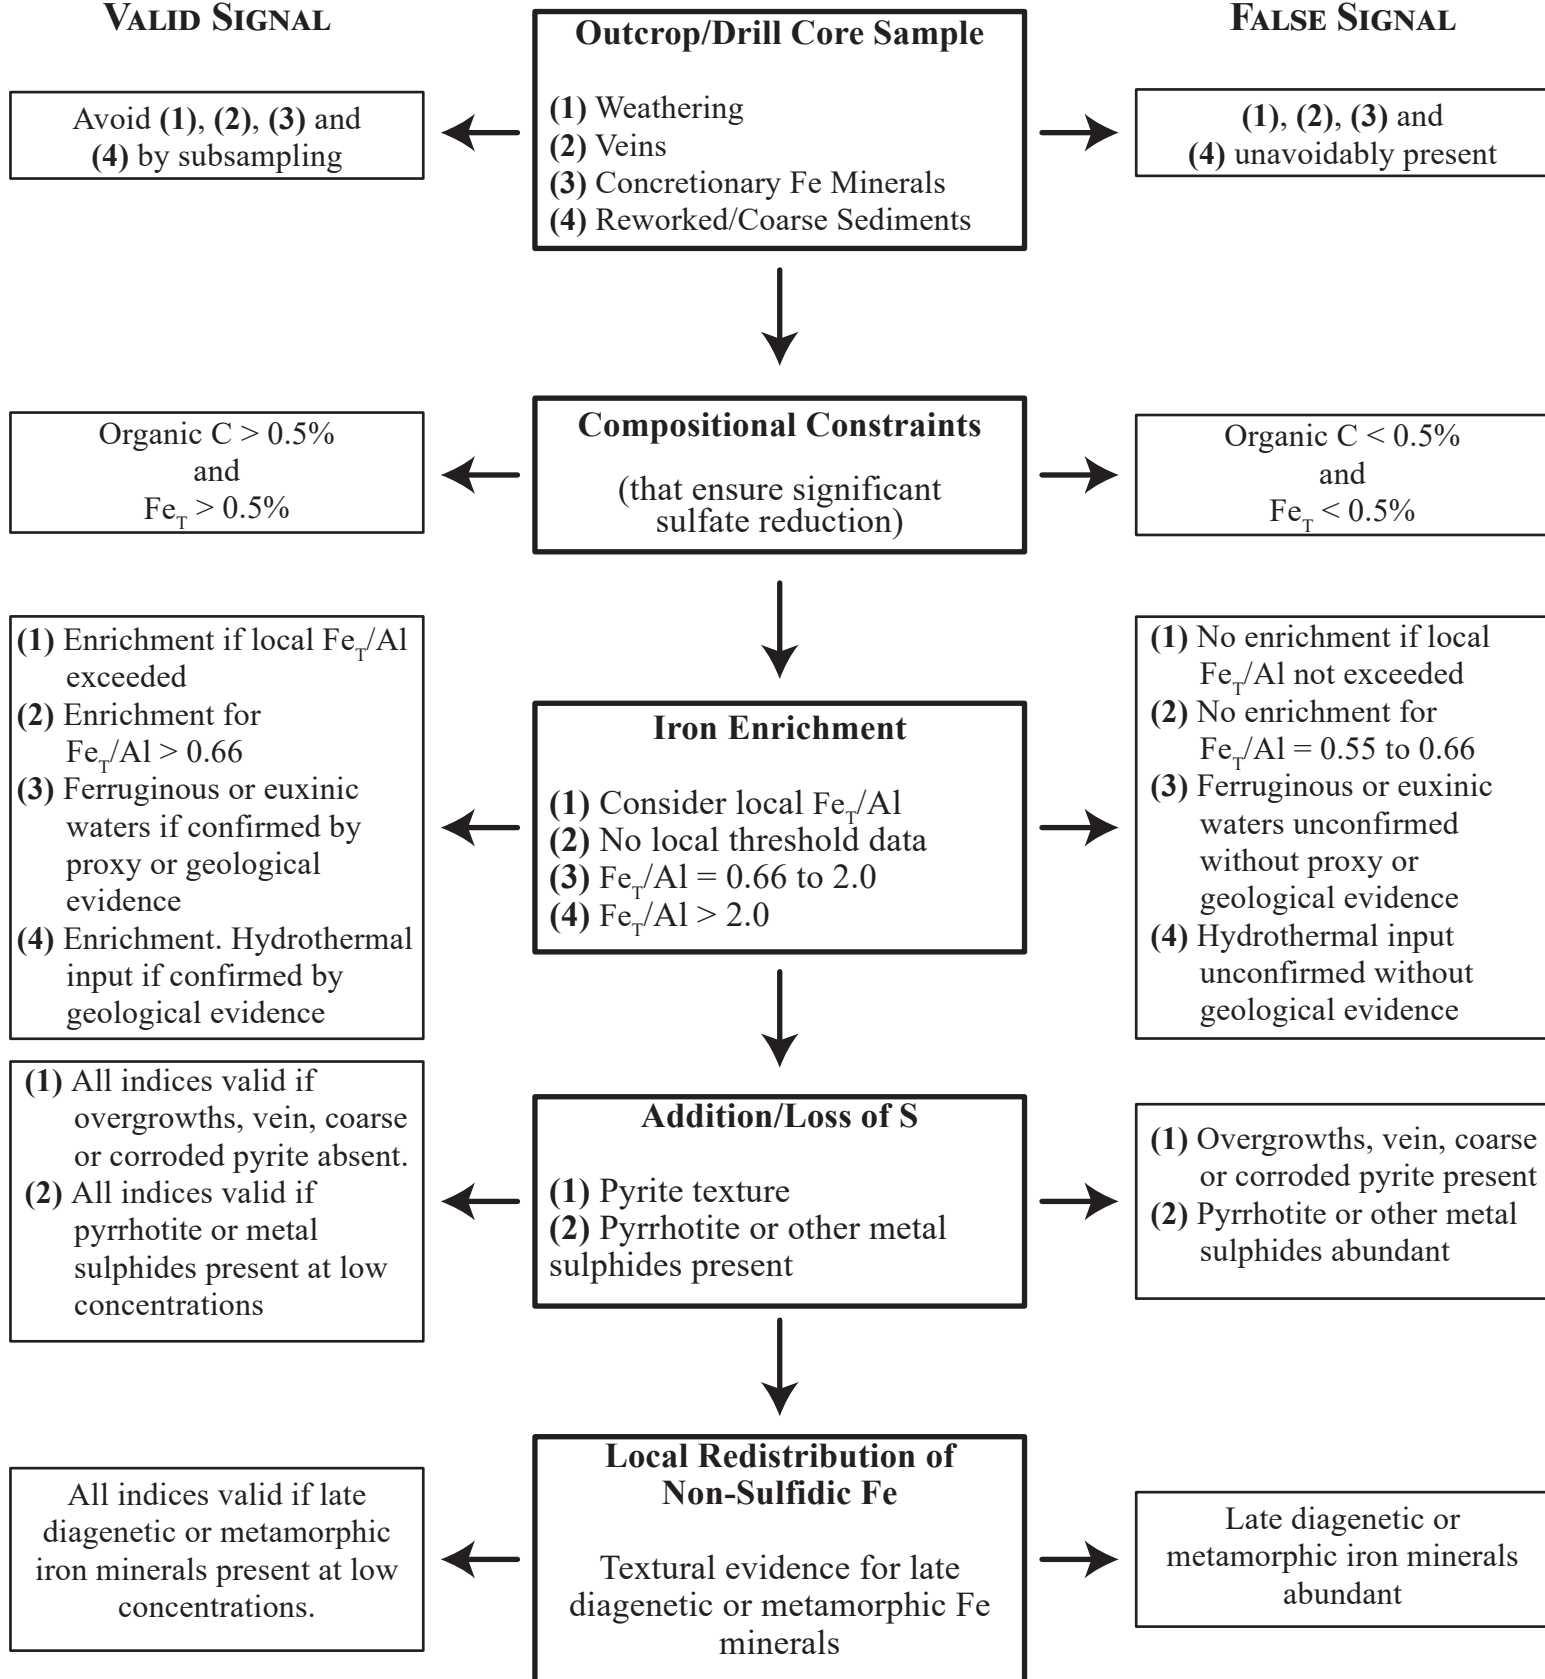 VALID SIGNAL
FALSE SIGNAL
Outcrop/Drill Core Sample
(1) Weathering
(2) Veins
(3) Concretionary Fe Minerals
(4) Reworked/Coarse Sediments
Avoid (1), (2), (3) and
(4) by subsampling
(1), (2), (3) and
(4) unavoidably present
Compositional Constraints
(that ensure significant
sulfate reduction)
Organic C > 0.5%
and
Fe_T > 0.5%
Organic C < 0.5%
and
Fe_T < 0.5%
Iron Enrichment
(1) Consider local Fe_T/Al
(2) No local threshold data
(3) Fe_T/Al = 0.66 to 2.0
(4) Fe_T/Al > 2.0
(1) Enrichment if local Fe_T/Al
exceeded
(2) Enrichment for
Fe_T/Al > 0.66
(3) Ferruginous or euxinic
waters if confirmed by
proxy or geological
evidence
(4) Enrichment. Hydrothermal
input if confirmed by
geological evidence
(1) No enrichment if local
Fe_T/Al not exceeded
(2) No enrichment for
Fe_T/Al = 0.55 to 0.66
(3) Ferruginous or euxinic
waters unconfirmed
without proxy or
geological evidence
(4) Hydrothermal input
unconfirmed without
geological evidence
Addition/Loss of S
(1) Pyrite texture
(2) Pyrrhotite or other metal
sulphides present
(1) All indices valid if
overgrowths, vein, coarse
or corroded pyrite absent.
(2) All indices valid if
pyrrhotite or metal
sulphides present at low
concentrations
(1) Overgrowths, vein, coarse
or corroded pyrite present
(2) Pyrrhotite or other metal
sulphides abundant
Local Redistribution of
Non-Sulfidic Fe
Textural evidence for late
diagenetic or metamorphic Fe
minerals
All indices valid if late
diagenetic or metamorphic
iron minerals present at low
concentrations.
Late diagenetic or
metamorphic iron minerals
abundant